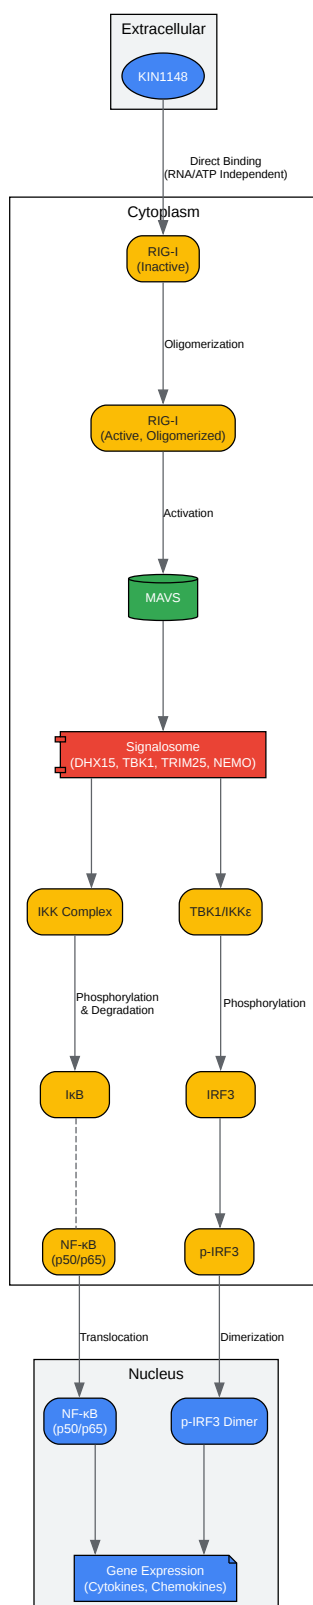 Extracellular
KIN1148
Direct Binding
(RNA/ATP Independent)
Cytoplasm
RIG-I
(Inactive)
Oligomerization
RIG-I
(Active, Oligomerized)
Activation
MAVS
Signalosome
(DHX15, TBK1, TRIM25, NEMO)
IKK Complex
TBK1/IKKε
Phosphorylation
& Degradation
Phosphorylation
IκB
IRF3
NF-κB
(p50/p65)
p-IRF3
Translocation
Dimerization
Nucleus
NF-κB
(p50/p65)
p-IRF3 Dimer
Gene Expression
(Cytokines, Chemokines)